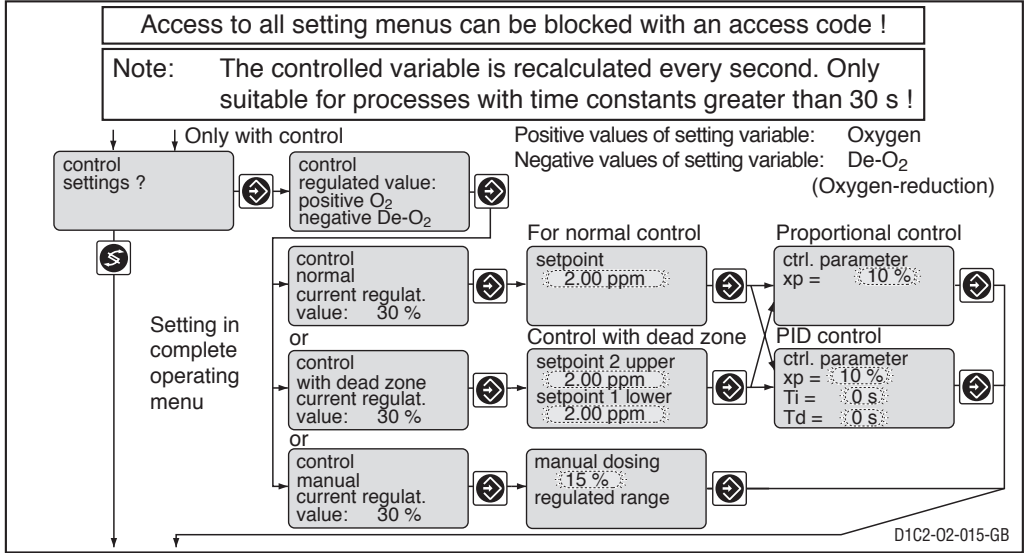 Access to all setting menus can be blocked with an access code !
Note: The controlled variable is recalculated every second. Only
suitable for processes with time constants greater than 30 s !
Only with control
Positive values of setting variable: Oxygen
Negative values of setting variable: De-O₂
(Oxygen-reduction)
control
settings ?
control
regulated value:
positive O₂
negative De-O₂
For normal control
Proportional control
control
normal
current regulat.
value: 30 %
setpoint
2.00 ppm
ctrl. parameter
xp = 10 %
Setting in
complete
operating
menu
or
Control with dead zone
PID control
control
with dead zone
current regulat.
value: 30 %
setpoint 2 upper
2.00 ppm
setpoint 1 lower
2.00 ppm
ctrl. parameter
xp = 10 %
Ti = 0 s
Td = 0 s
or
control
manual
current regulat.
value: 30 %
manual dosing
15 %
regulated range
D1C2-O2-015-GB